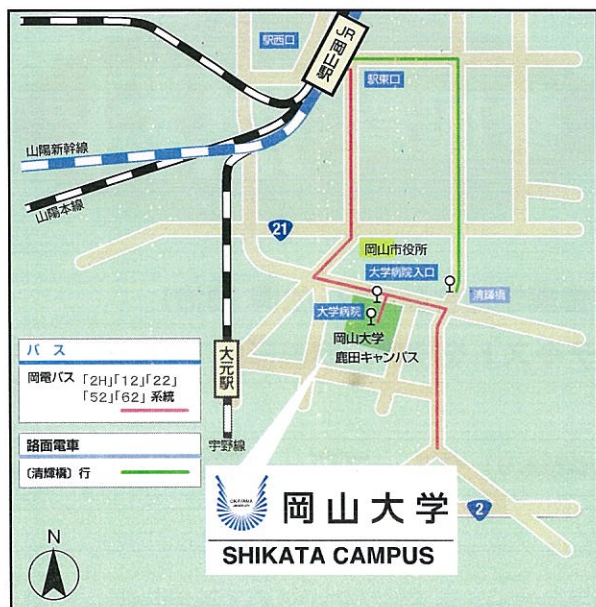 駅西口
JR岡山駅
駅東口
山陽新幹線
山陽本線
21
岡山市役所
大学病院入口
清輝橋
大学病院
岡山大学
鹿田キャンパス
大元駅
宇野線
バス
岡電バス「2H」「12」「22」
「52」「62」系統
路面電車
〔清輝橋〕行
OKAYAMA
UNIVERSITY
岡山大学
SHIKATA CAMPUS
2
N